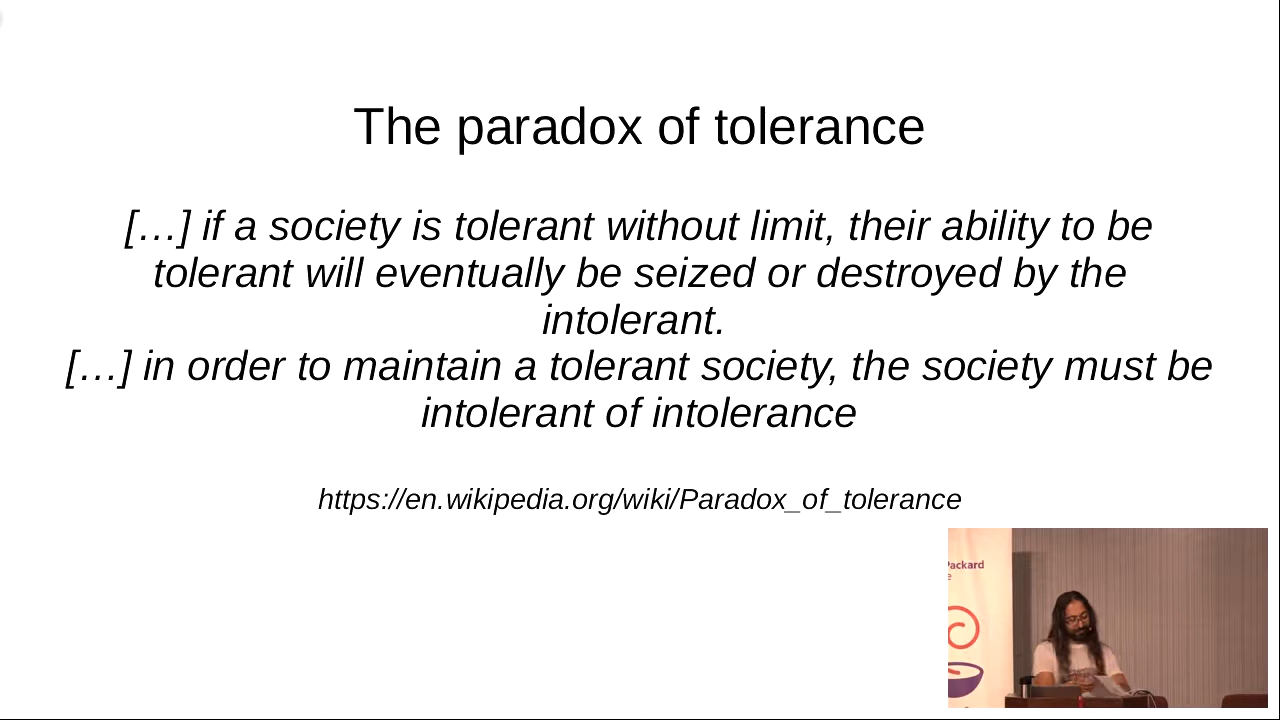 The paradox of tolerance
[…] if a society is tolerant without limit, their ability to be
tolerant will eventually be seized or destroyed by the
intolerant.
[…] in order to maintain a tolerant society, the society must be
intolerant of intolerance
https://en.wikipedia.org/wiki/Paradox_of_tolerance
Packard
e